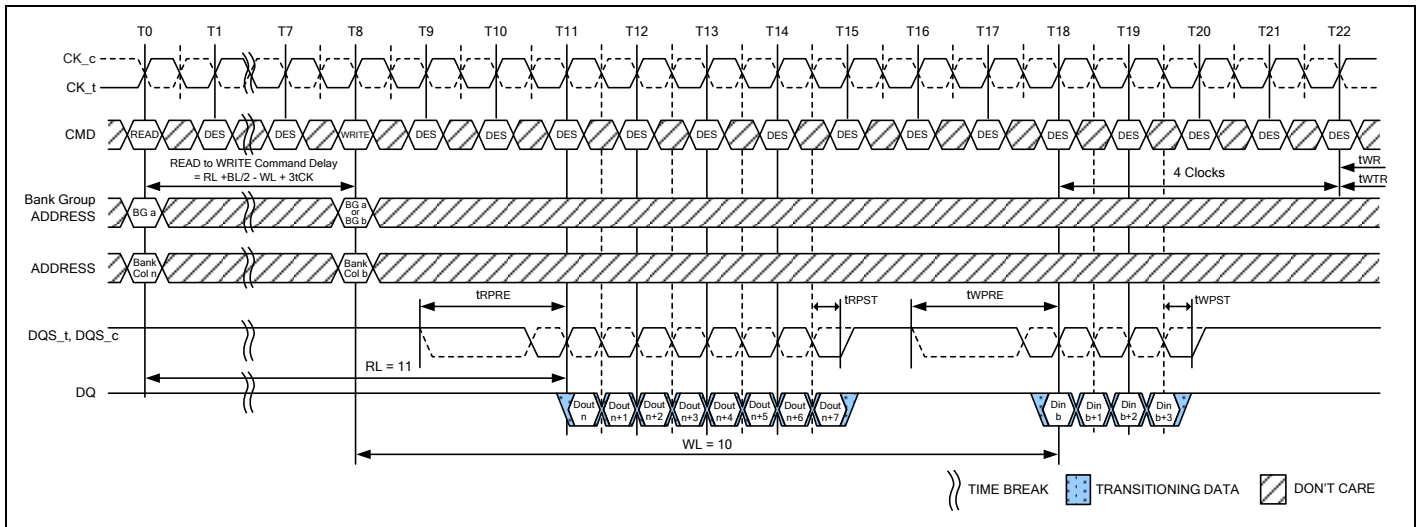 T0 T1 T7 T8 T9 T10 T11 T12 T13 T14 T15 T16 T17 T18 T19 T20 T21 T22
CK_c
CK_t
CMD
READ DES DES WRITE DES DES DES DES DES DES DES DES DES DES DES DES DES DES
READ to WRITE Command Delay
= RL +BL/2 - WL + 3tCK
4 Clocks
tWR
tWTR
Bank Group
ADDRESS
BG a
BG a
or
BG b
ADDRESS
Bank
Col n
Bank
Col b
tRPRE
tRPST
tWPRE
tWPST
DQS_t, DQS_c
RL = 11
DQ
Dout
n
Dout
n+1
Dout
n+2
Dout
n+3
Dout
n+4
Dout
n+5
Dout
n+6
Dout
n+7
Din
b
Din
b+1
Din
b+2
Din
b+3
WL = 10
TIME BREAK
TRANSITIONING DATA
DON'T CARE